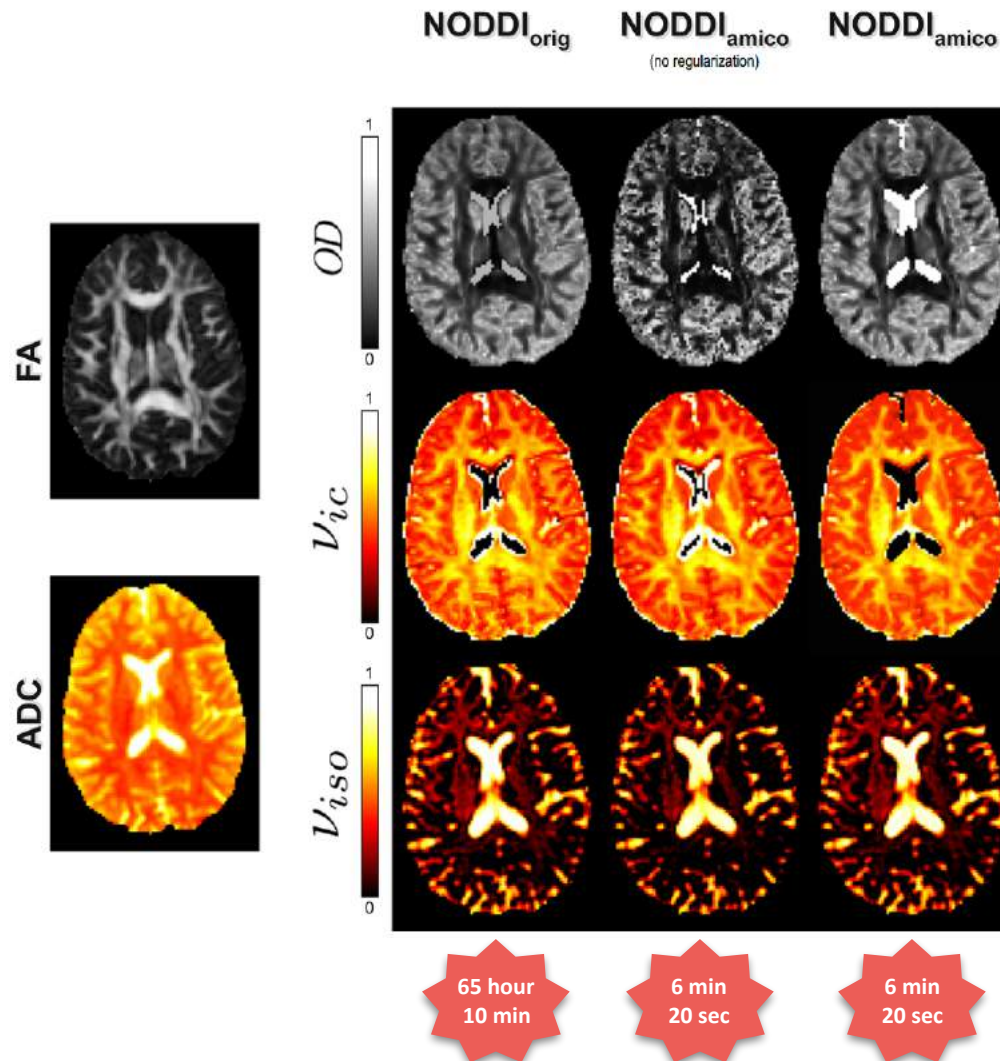 NODDIorig NODDIamico NODDIamico
(no regularization)
1
OD
0
FA
1
νic
0
ADC
1
νiso
0
65 hour
10 min
6 min
20 sec
6 min
20 sec